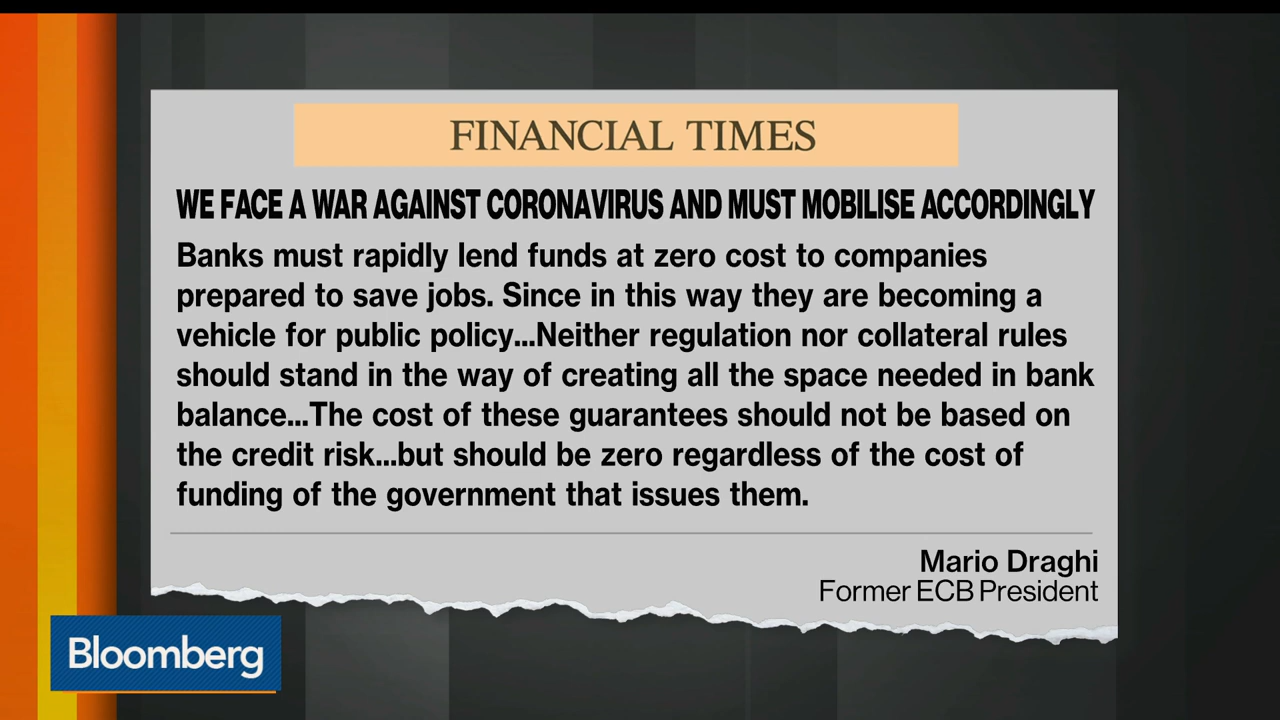 FINANCIAL TIMES
WE FACE A WAR AGAINST CORONAVIRUS AND MUST MOBILISE ACCORDINGLY
Banks must rapidly lend funds at zero cost to companies
prepared to save jobs. Since in this way they are becoming a
vehicle for public policy...Neither regulation nor collateral rules
should stand in the way of creating all the space needed in bank
balance...The cost of these guarantees should not be based on
the credit risk...but should be zero regardless of the cost of
funding of the government that issues them.
Mario Draghi
Former ECB President
Bloomberg